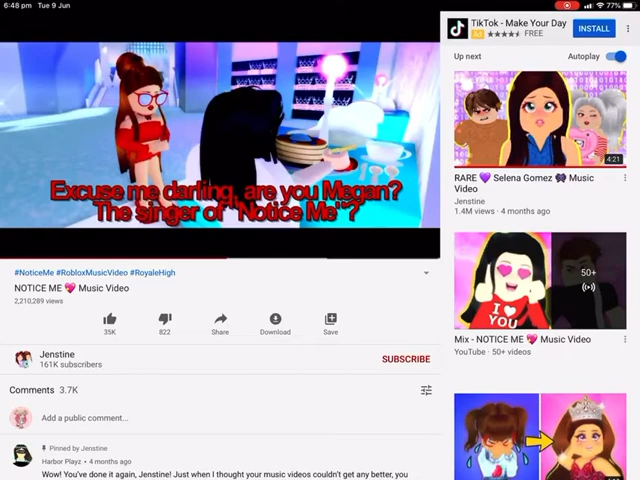 6:48 pm Tue 9 Jun
77%
Excuse me darling, are you Megan?
The singer of "Notice Me"?
#NoticeMe #RobloxMusicVideo #RoyaleHigh
NOTICE ME 💘 Music Video
2,210,289 views
35K
822
Share
Download
Save
Jenstine
161K subscribers
SUBSCRIBE
Comments 3.7K
Add a public comment...
Pinned by Jenstine
Harbor Playz • 4 months ago
Wow! You've done it again, Jenstine! Just when I thought your music videos couldn't get any better, you
TikTok - Make Your Day
Ad FREE
INSTALL
Up next
Autoplay
4:21
RARE 💜 Selena Gomez 🦋 Music
Video
Jenstine
1.4M views · 4 months ago
I ♥
YOU
50+
Mix - NOTICE ME 💘 Music Video
YouTube · 50+ videos